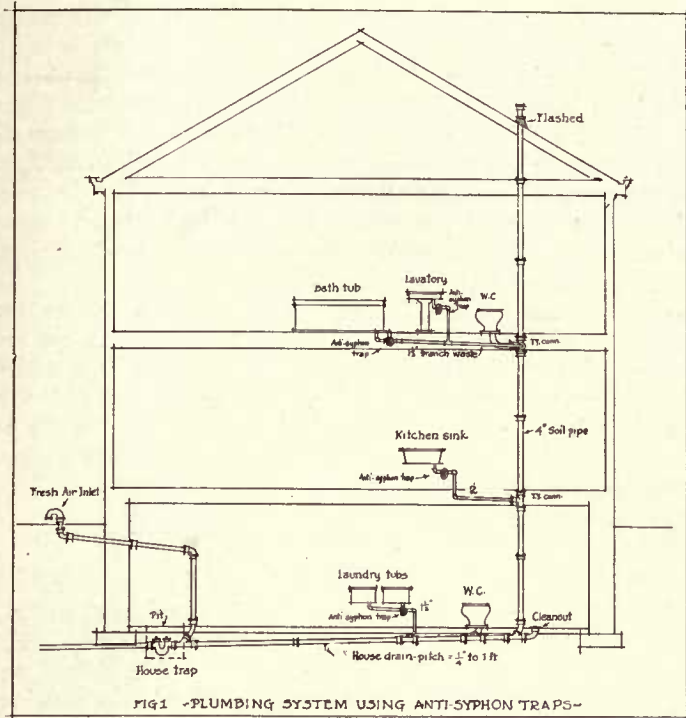 Flashed
Bath tub
Lavatory
Anti-
syphon
trap
W.C.
Anti-syphon
trap
1½" Branch waste
T.Y. conn.
4" Soil pipe
Kitchen sink
Anti-syphon trap
T.Y. conn.
Fresh Air Inlet
Laundry tubs
1½"
W.C.
Anti syphon trap
Cleanout
Pit
House drain-pitch = ¼" to 1 ft
House trap
FIG 1 -PLUMBING SYSTEM USING ANTI-SYPHON TRAPS-